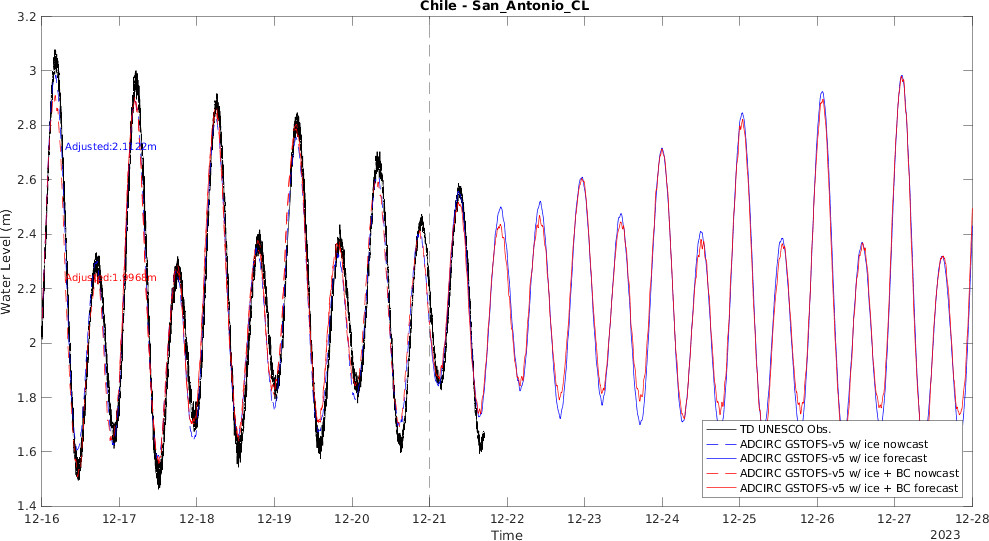 Chile - San_Antonio_CL
3.2
3
2.8
2.6
2.4
2.2
2
1.8
1.6
1.4
Water Level (m)
Adjusted:2.1122m
Adjusted:1.9968m
TD UNESCO Obs.
ADCIRC GSTOFS-v5 w/ ice nowcast
ADCIRC GSTOFS-v5 w/ ice forecast
ADCIRC GSTOFS-v5 w/ ice + BC nowcast
ADCIRC GSTOFS-v5 w/ ice + BC forecast
12-16 12-17 12-18 12-19 12-20 12-21 12-22 12-23 12-24 12-25 12-26 12-27 12-28
Time
2023